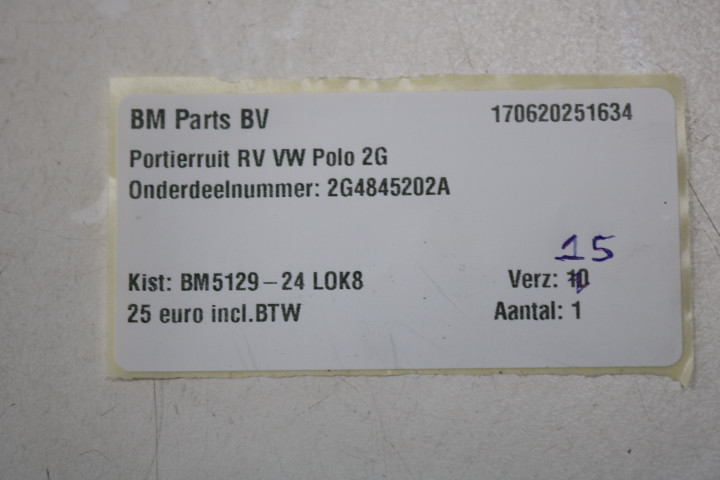 BM Parts BV 170620251634
Portierruit RV VW Polo 2G
Onderdeelnummer: 2G4845202A
15
Kist: BM5129-24 LOK8 Verz: 10
25 euro incl.BTW Aantal: 1